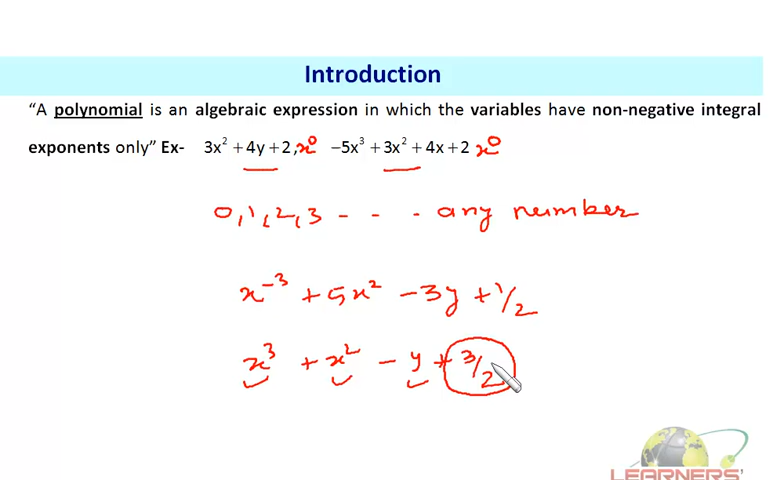 Introduction
“A polynomial is an algebraic expression in which the variables have non-negative integral
exponents only” Ex- 3x² + 4y + 2, x⁰ -5x³ + 3x² + 4x + 2 x⁰
0, 1, 2, 3 - - - any number
x⁻³ + 5x² - 3y + 1/2
x³ + x² - y + 3/2
LEARNERS’